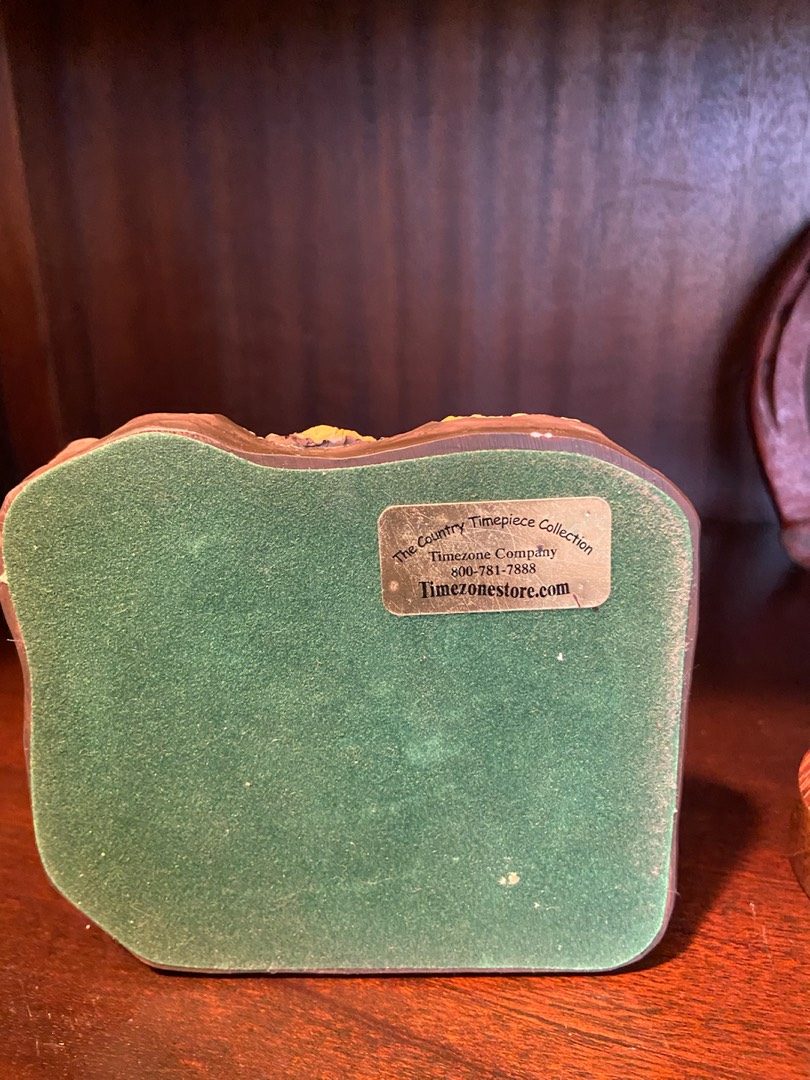 The Country Timepiece Collection
Timezone Company
800-781-7888
Timezonestore.com